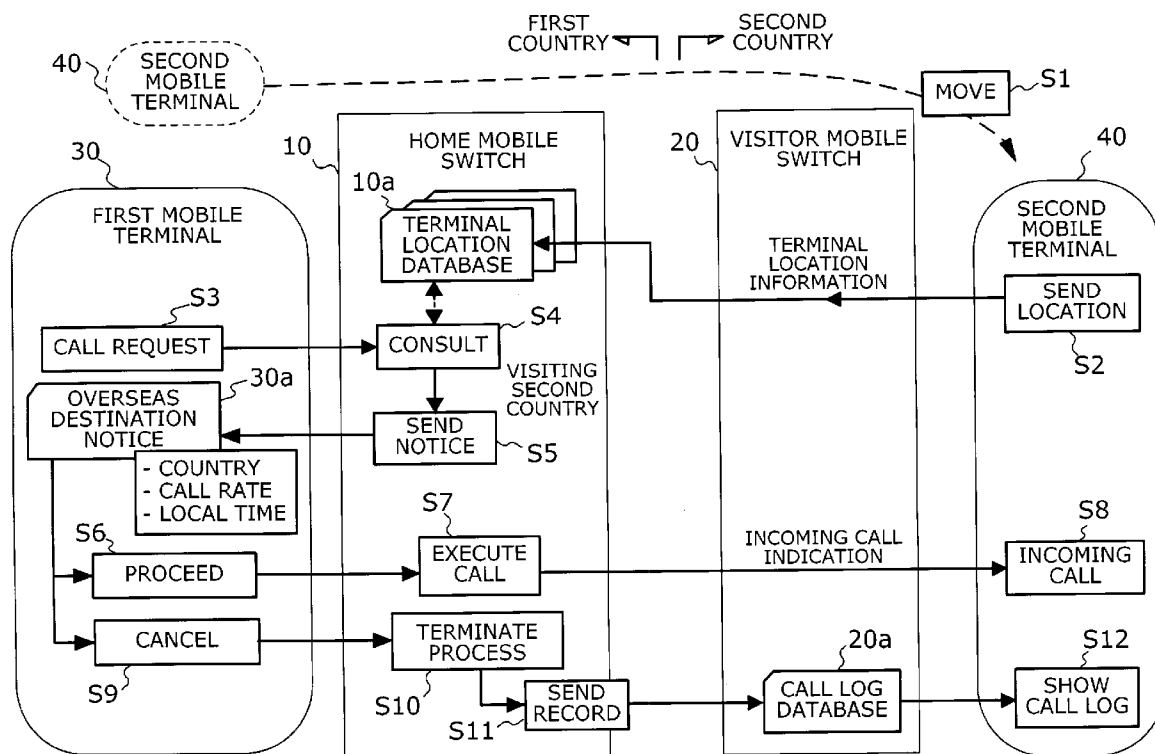 FIRST
COUNTRY
SECOND
COUNTRY
40
SECOND
MOBILE
TERMINAL
MOVE
S1
30
10
HOME MOBILE
SWITCH
20
VISITOR MOBILE
SWITCH
40
FIRST MOBILE
TERMINAL
10a
TERMINAL
LOCATION
DATABASE
TERMINAL
LOCATION
INFORMATION
SECOND
MOBILE
TERMINAL
SEND
LOCATION
S2
S3
CALL REQUEST
S4
CONSULT
VISITING
SECOND
COUNTRY
30a
OVERSEAS
DESTINATION
NOTICE
SEND
NOTICE
S5
- COUNTRY
- CALL RATE
- LOCAL TIME
S6
PROCEED
S7
EXECUTE
CALL
INCOMING CALL
INDICATION
S8
INCOMING
CALL
CANCEL
S9
TERMINATE
PROCESS
S10
SEND
RECORD
S11
20a
CALL LOG
DATABASE
S12
SHOW
CALL LOG